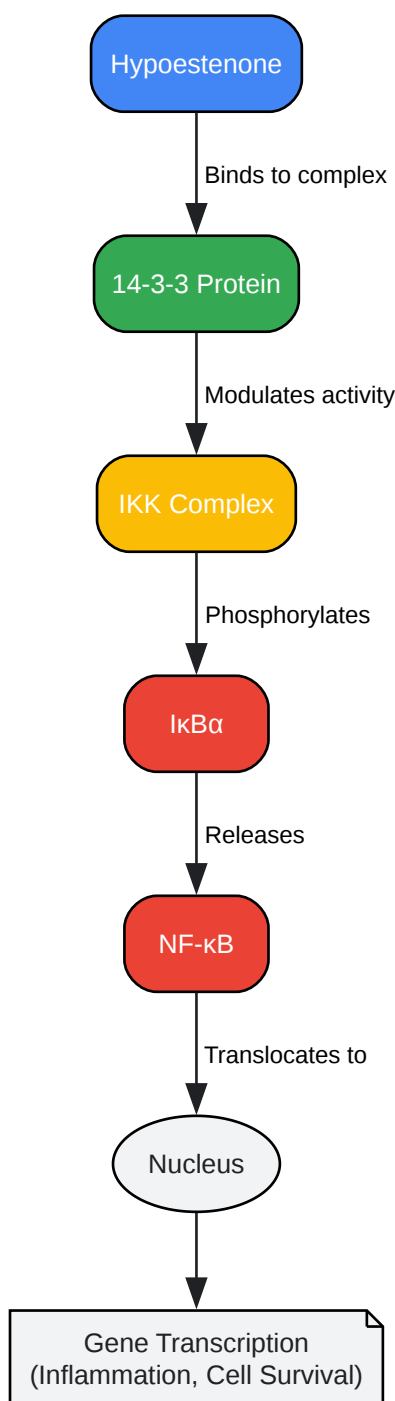 Hypoestenone
Binds to complex
14-3-3 Protein
Modulates activity
IKK Complex
Phosphorylates
IκBα
Releases
NF-κB
Translocates to
Nucleus
Gene Transcription
(Inflammation, Cell Survival)